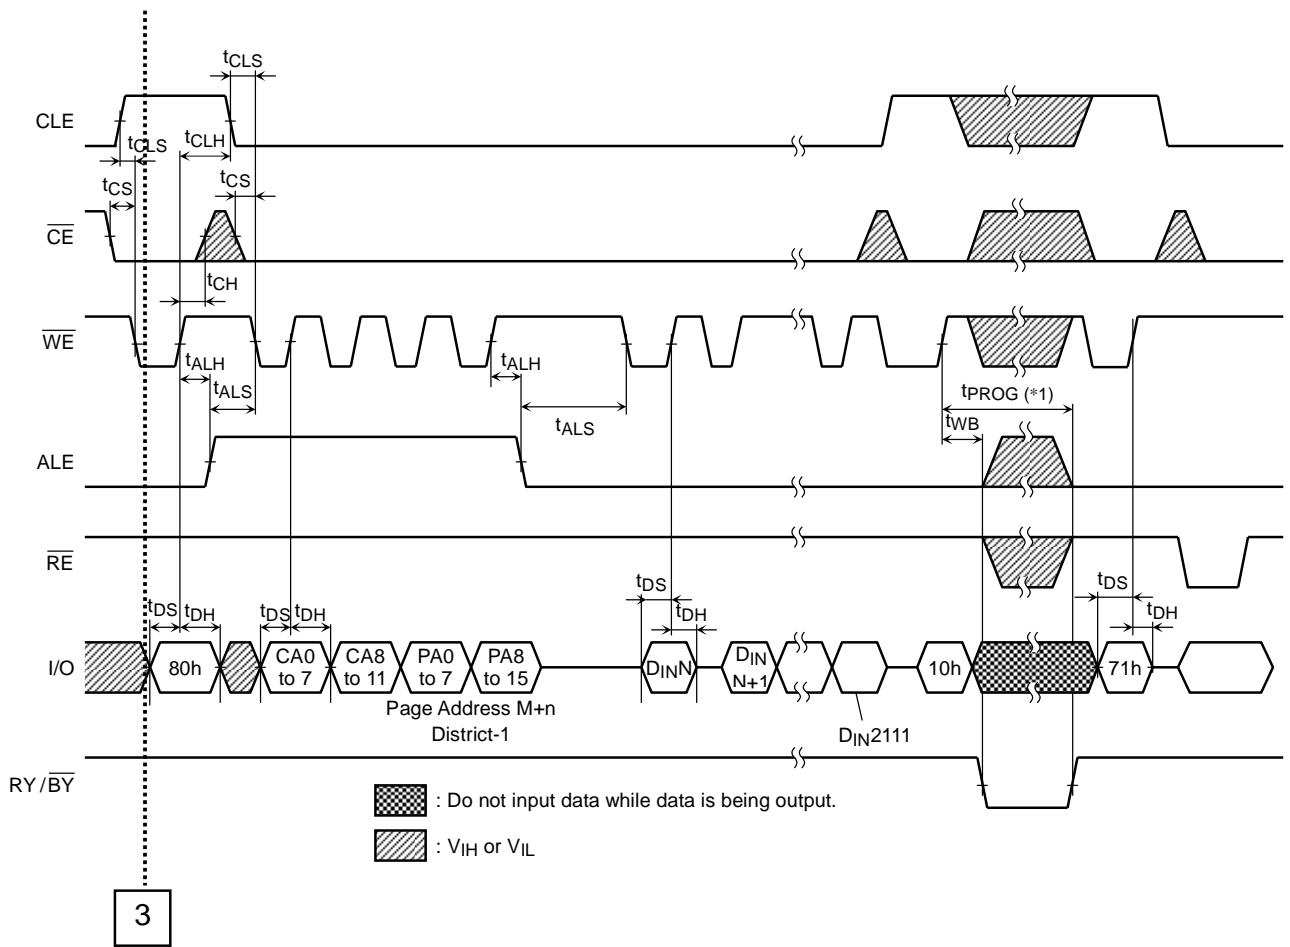 tCLS
CLE
tCLS
tCLH
tCS
tCS
CE
tCH
WE
tALH
tALH
tALS
tPROG (*1)
tALS
tWB
ALE
RE
tDS
tDS
tDS
tDH
tDS
tDH
tDH
tDH
I/O
80h
CA0 to 7
CA8 to 11
PA0 to 7
PA8 to 15
DINN
DIN N+1
10h
71h
Page Address M+n
District-1
DIN2111
RY/BY
: Do not input data while data is being output.
: VIH or VIL
3